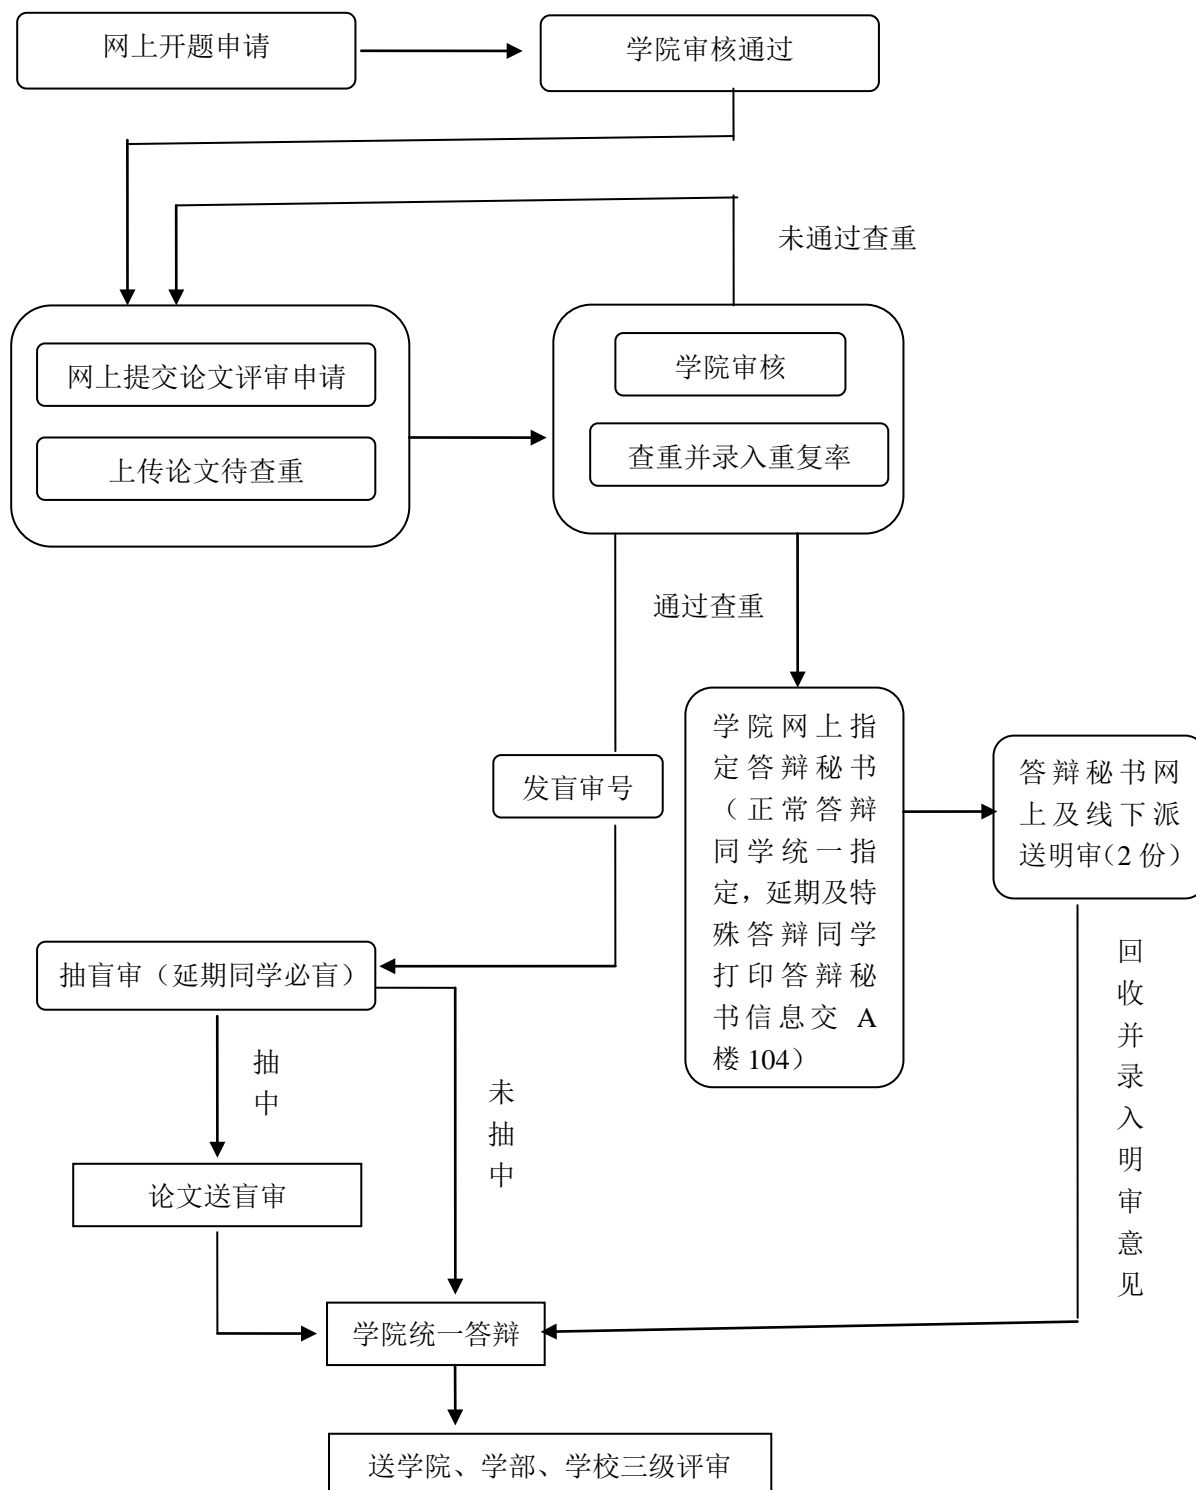 网上开题申请
学院审核通过
未通过查重
网上提交论文评审申请
上传论文待查重
学院审核
查重并录入重复率
通过查重
学院网上指
定答辩秘书
（正常答辩
同学统一指
定，延期及特
殊答辩同学
打印答辩秘
书信息交 A
楼 104）
答辩秘书网
上及线下派
送明审（2 份）
发盲审号
抽盲审（延期同学必盲）
抽
中
未
抽
中
回
收
并
录
入
明
审
意
见
论文送盲审
学院统一答辩
送学院、学部、学校三级评审